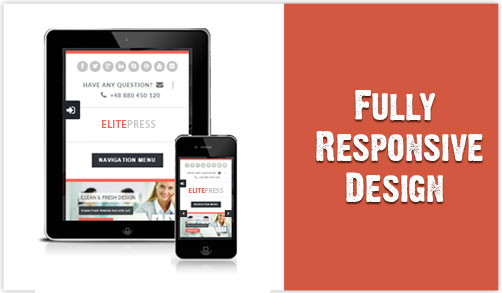 HAVE ANY QUESTION?
+48 880 450 120
ELITEPRESS
NAVIGATION MENU
CLEAN & FRESH DESIGN
ELITEPRESS
NAVIGATION MENU
FULLY
RESPONSIVE
DESIGN